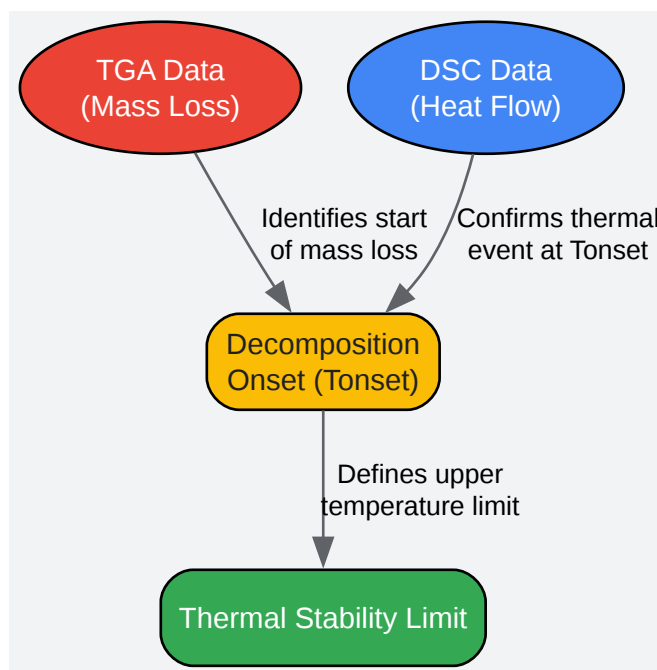 TGA Data
(Mass Loss)
DSC Data
(Heat Flow)
Identifies start
of mass loss
Confirms thermal
event at Tonset
Decomposition
Onset (Tonset)
Defines upper
temperature limit
Thermal Stability Limit